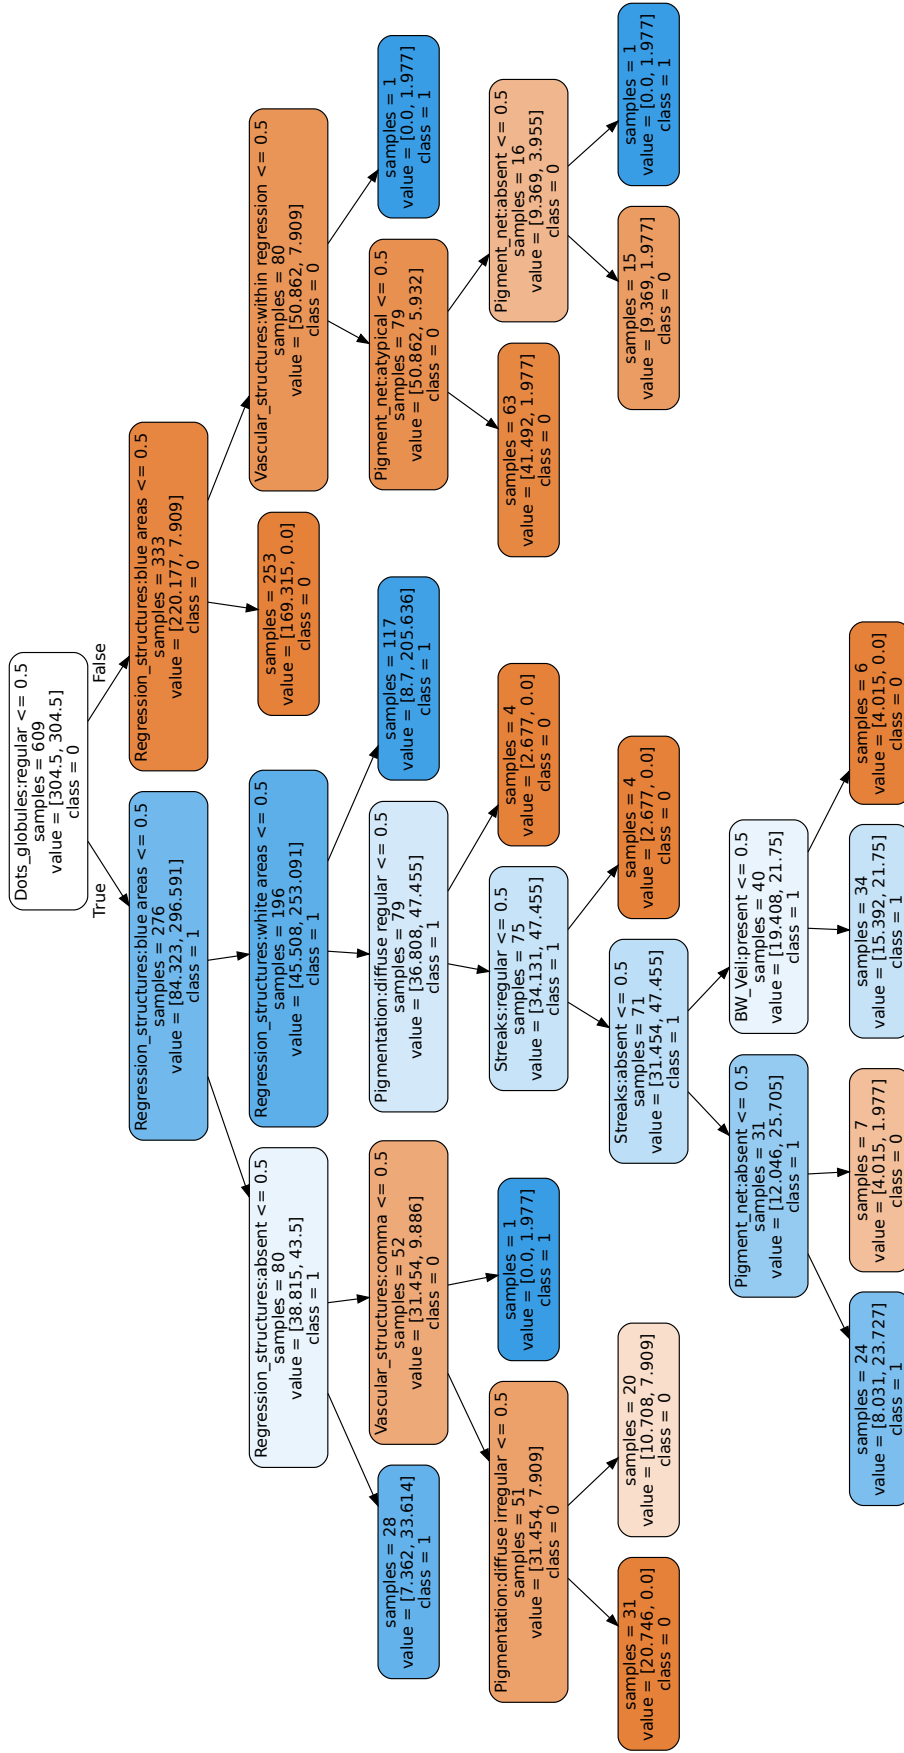 Dots_globules:regular <= 0.5
samples = 609
value = [304.5, 304.5]
class = 0
True
False
Regression_structures:blue areas <= 0.5
samples = 276
value = [84.323, 296.591]
class = 1
Regression_structures:blue areas <= 0.5
samples = 333
value = [220.177, 7.909]
class = 0
Regression_structures:absent <= 0.5
samples = 80
value = [38.815, 43.5]
class = 1
Regression_structures:white areas <= 0.5
samples = 196
value = [45.508, 253.091]
class = 1
samples = 253
value = [169.315, 0.0]
class = 0
Vascular_structures:within regression <= 0.5
samples = 80
value = [50.862, 7.909]
class = 0
samples = 28
value = [7.362, 33.614]
class = 1
Vascular_structures:comma <= 0.5
samples = 52
value = [31.454, 9.886]
class = 0
Pigmentation:diffuse regular <= 0.5
samples = 79
value = [36.808, 47.455]
class = 1
samples = 117
value = [8.7, 205.636]
class = 1
Pigment_net:atypical <= 0.5
samples = 79
value = [50.862, 5.932]
class = 0
samples = 1
value = [0.0, 1.977]
class = 1
Pigmentation:diffuse irregular <= 0.5
samples = 51
value = [31.454, 7.909]
class = 0
samples = 1
value = [0.0, 1.977]
class = 1
Streaks:regular <= 0.5
samples = 75
value = [34.131, 47.455]
class = 1
samples = 4
value = [2.677, 0.0]
class = 0
samples = 63
value = [41.492, 1.977]
class = 0
Pigment_net:absent <= 0.5
samples = 16
value = [9.369, 3.955]
class = 0
samples = 31
value = [20.746, 0.0]
class = 0
samples = 20
value = [10.708, 7.909]
class = 0
Streaks:absent <= 0.5
samples = 71
value = [31.454, 47.455]
class = 1
samples = 4
value = [2.677, 0.0]
class = 0
samples = 15
value = [9.369, 1.977]
class = 0
samples = 1
value = [0.0, 1.977]
class = 1
Pigment_net:absent <= 0.5
samples = 31
value = [12.046, 25.705]
class = 1
BW_Veil:present <= 0.5
samples = 40
value = [19.408, 21.75]
class = 1
samples = 24
value = [8.031, 23.727]
class = 1
samples = 7
value = [4.015, 1.977]
class = 0
samples = 34
value = [15.392, 21.75]
class = 1
samples = 6
value = [4.015, 0.0]
class = 0